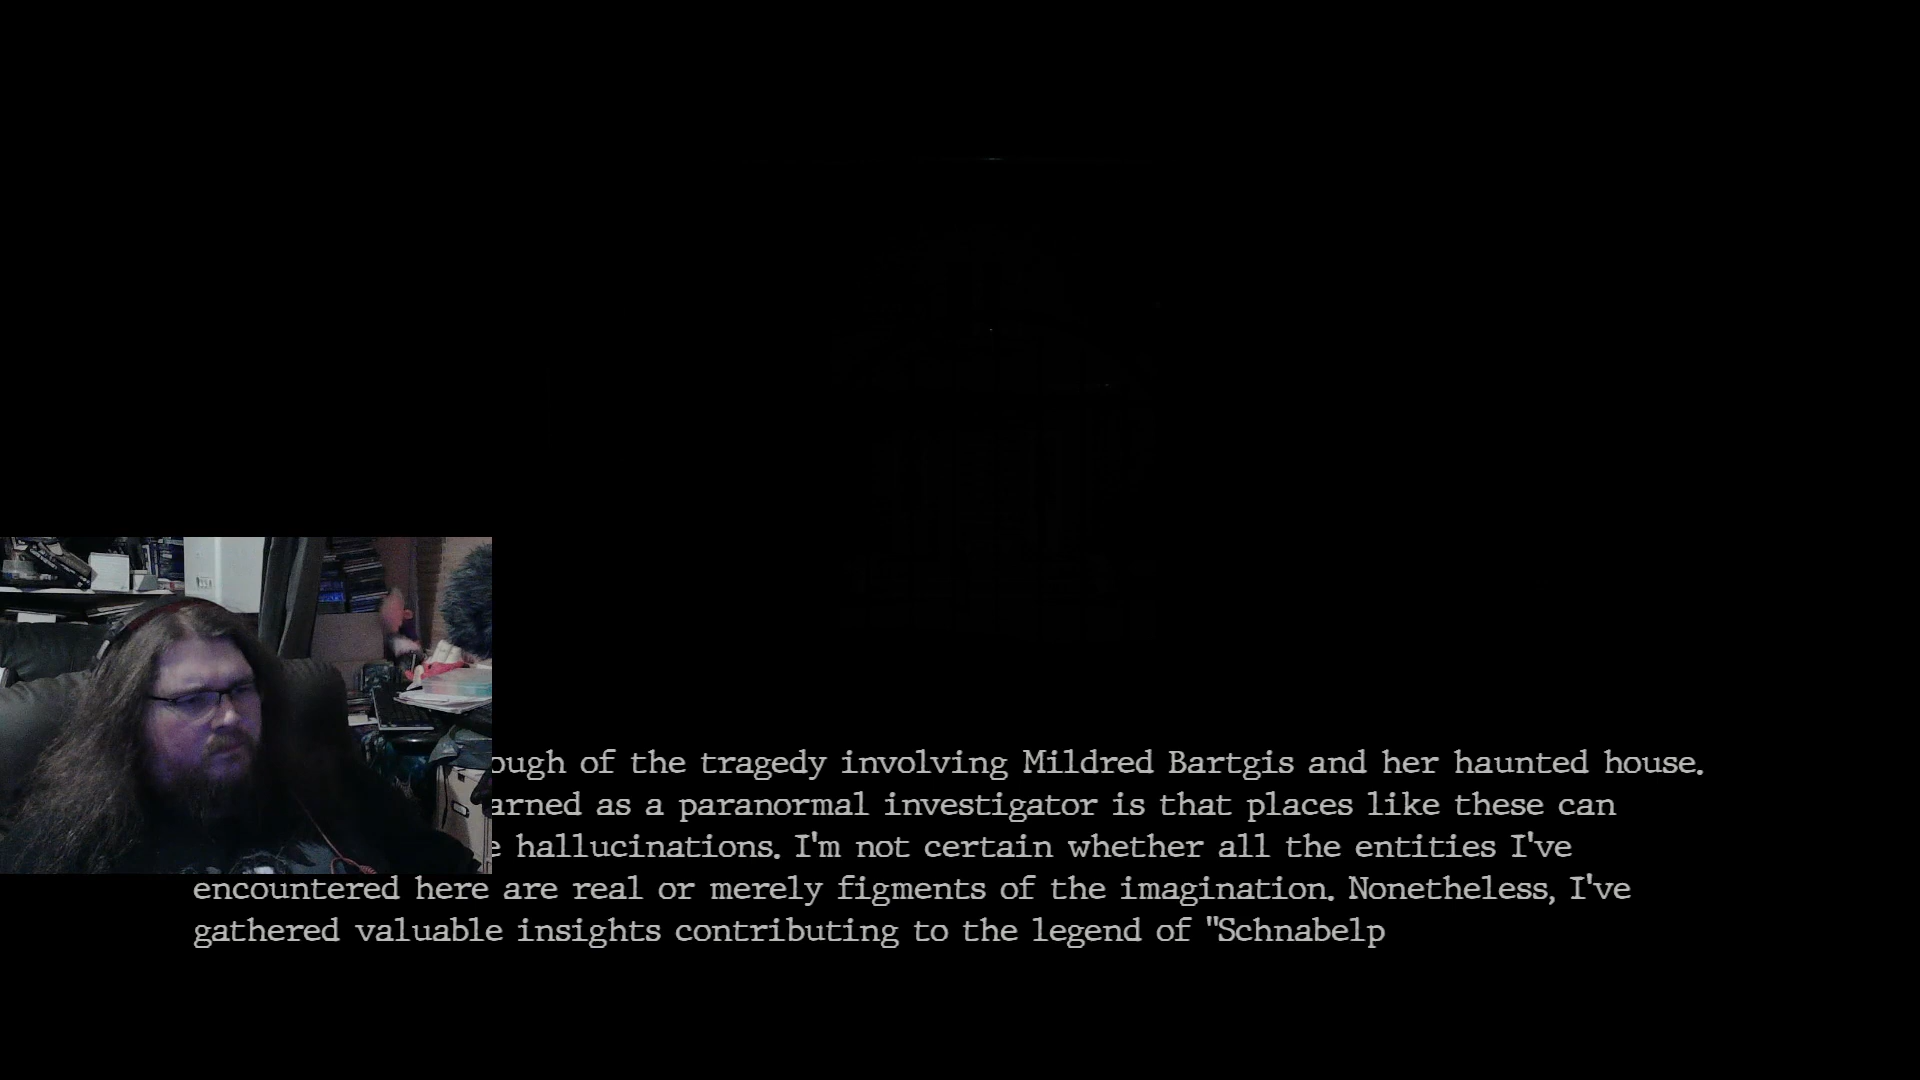 ough of the tragedy involving Mildred Bartgis and her haunted house.
arned as a paranormal investigator is that places like these can
e hallucinations. I'm not certain whether all the entities I've
encountered here are real or merely figments of the imagination. Nonetheless, I've
gathered valuable insights contributing to the legend of "Schnabelp